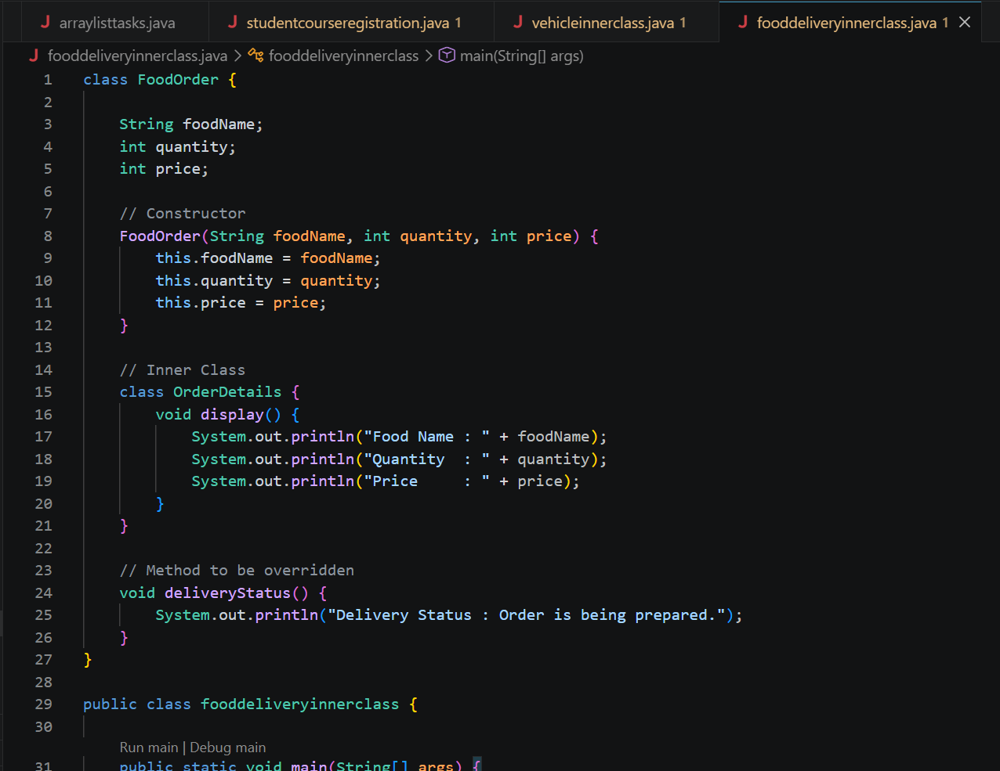 arraylisttasks.java studentcourseregistration.java 1 vehicleinnerclass.java 1 fooddeliveryinnerclass.java 1
fooddeliveryinnerclass.java > fooddeliveryinnerclass > main(String[] args)
1 class FoodOrder {
2
3     String foodName;
4     int quantity;
5     int price;
6
7     // Constructor
8     FoodOrder(String foodName, int quantity, int price) {
9         this.foodName = foodName;
10         this.quantity = quantity;
11         this.price = price;
12     }
13
14     // Inner Class
15     class OrderDetails {
16         void display() {
17             System.out.println("Food Name : " + foodName);
18             System.out.println("Quantity  : " + quantity);
19             System.out.println("Price     : " + price);
20         }
21     }
22
23     // Method to be overridden
24     void deliveryStatus() {
25         System.out.println("Delivery Status : Order is being prepared.");
26     }
27 }
28
29 public class fooddeliveryinnerclass {
30
Run main | Debug main
31     public static void main(String[] args) {